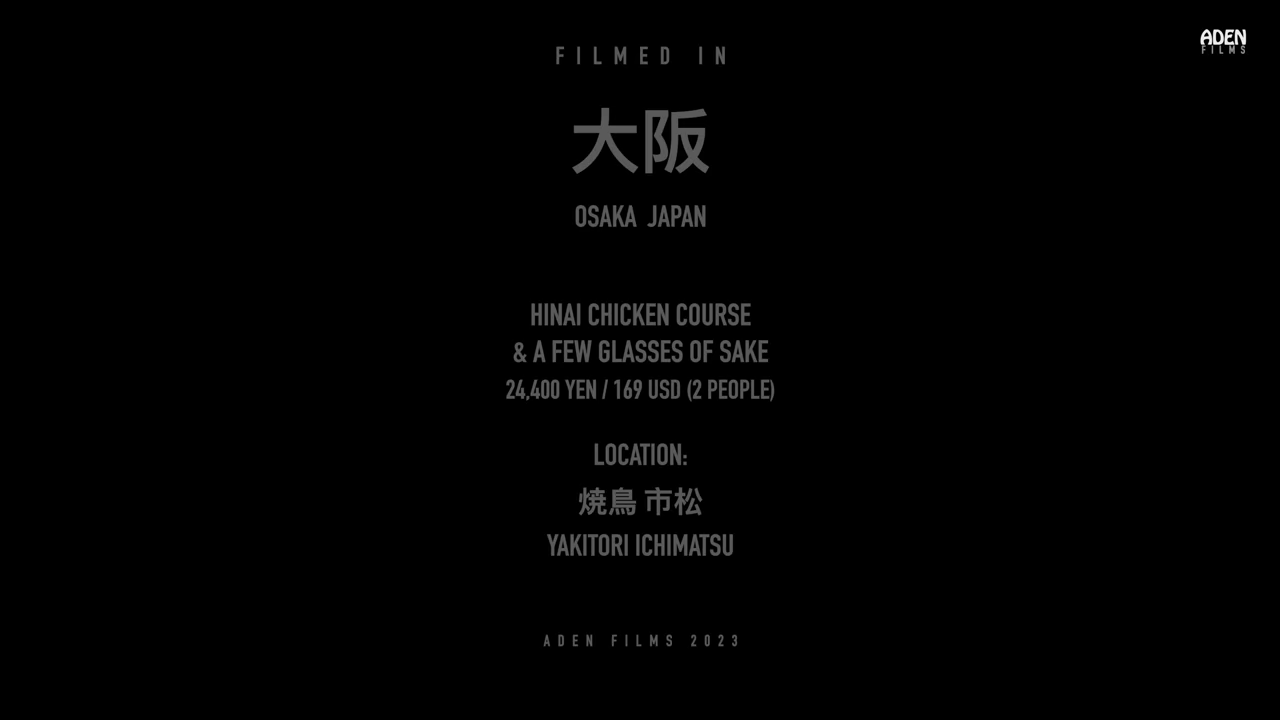 ADEN
FILMS
FILMED IN
大阪
OSAKA JAPAN
HINAI CHICKEN COURSE
& A FEW GLASSES OF SAKE
24,400 YEN / 169 USD (2 PEOPLE)
LOCATION:
焼鳥 市松
YAKITORI ICHIMATSU
ADEN FILMS 2023